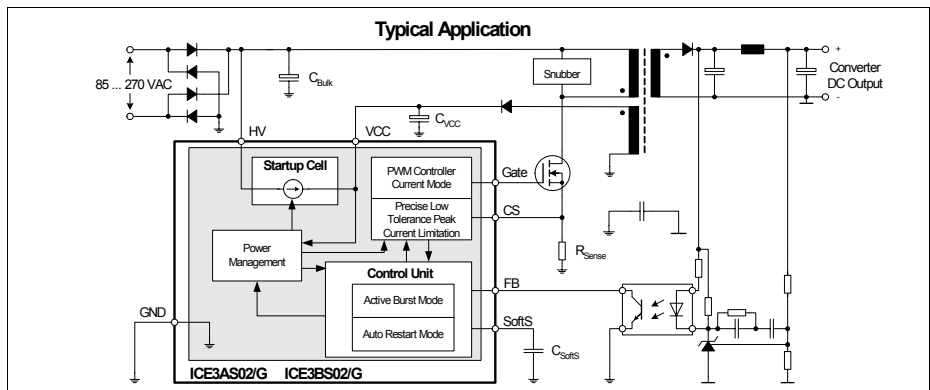 Typical Application
85 ... 270 VAC
CBulk
Snubber
+
Converter
DC Output
-
CVCC
HV
VCC
Startup Cell
PWM Controller
Current Mode
Gate
Precise Low
Tolerance Peak
Current Limitation
CS
Power
Management
RSense
Control Unit
FB
Active Burst Mode
GND
SoftS
Auto Restart Mode
CSoftS
ICE3AS02/G ICE3BS02/G